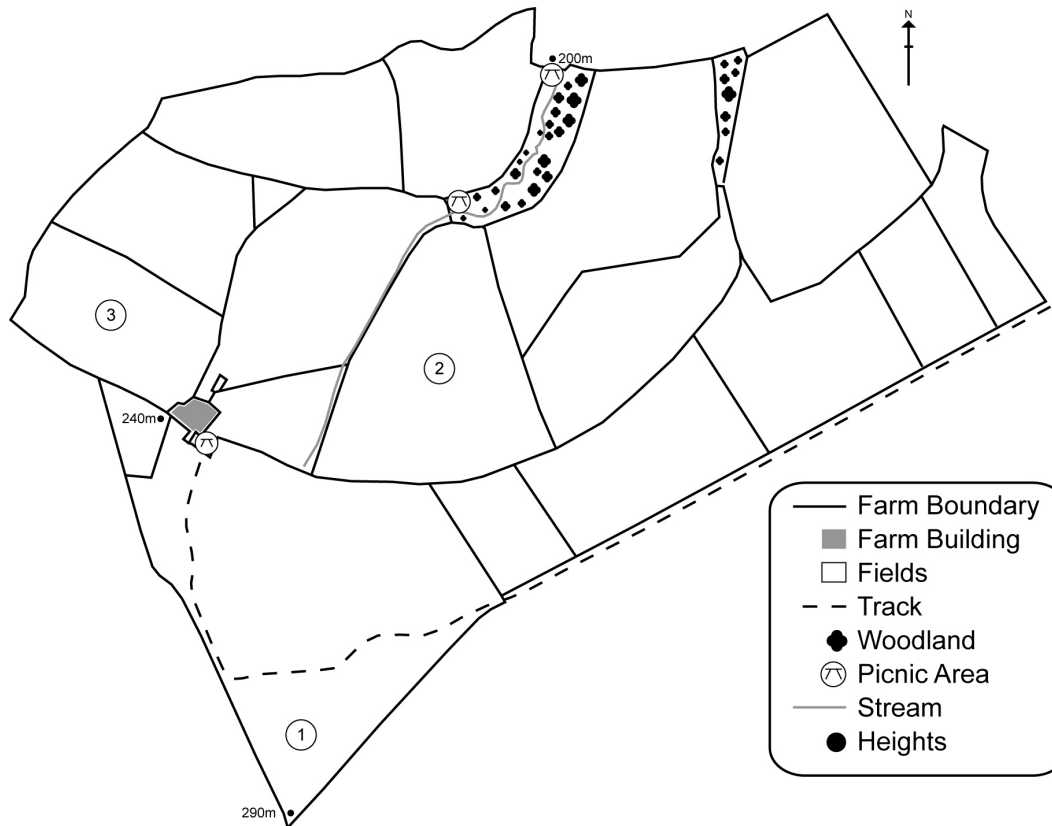 N
200m
3
2
240m
1
290m
Farm Boundary
Farm Building
Fields
Track
Woodland
Picnic Area
Stream
Heights